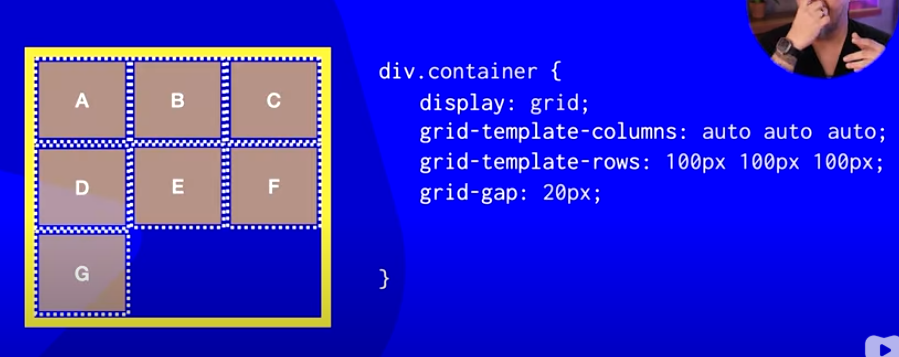 A B C
D E F
G
div.container {
display: grid;
grid-template-columns: auto auto auto;
grid-template-rows: 100px 100px 100px;
grid-gap: 20px;
}